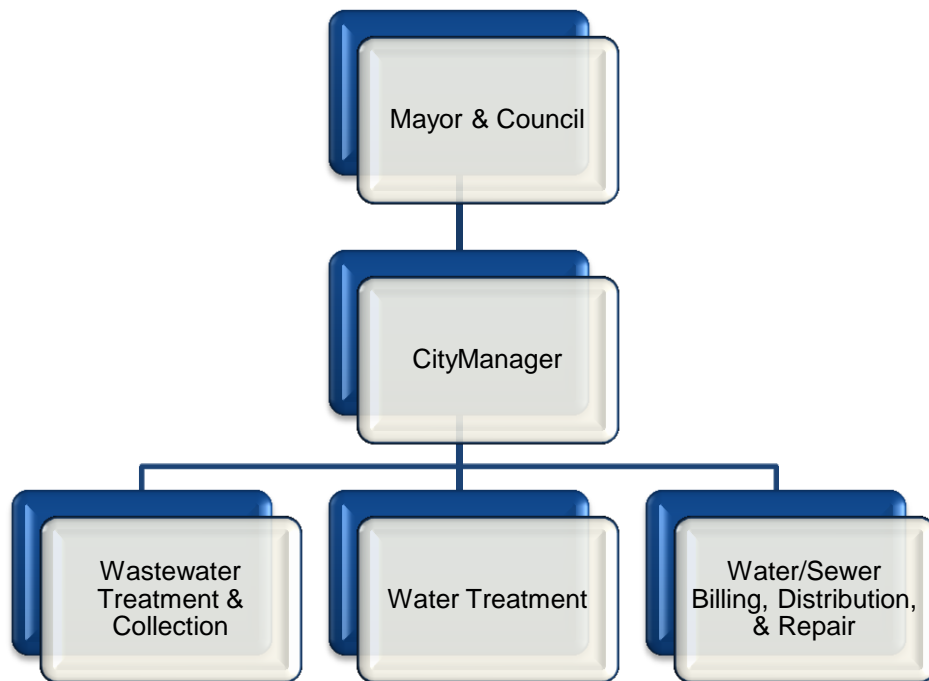 Mayor & Council
CityManager
Wastewater
Treatment &
Collection
Water Treatment
Water/Sewer
Billing, Distribution,
& Repair